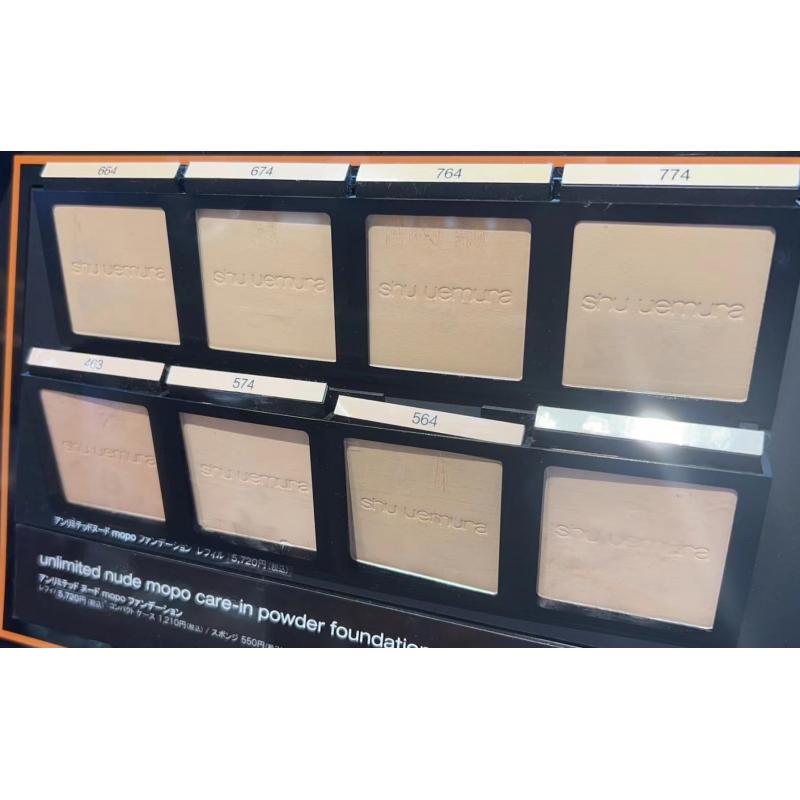 664 674 764 774
shu uemura shu uemura shu uemura shu uemura
463 574 564
shu uemura shu uemura shu uemura shu uemura
アンリミテッド ヌード mopo ファンデーション レフィル 5,720円(税込)
unlimited nude mopo care-in powder foundation
アンリミテッド ヌード mopo ファンデーション
レフィル 5,720円(税込) コンパクト ケース 1,210円(税込) / スポンジ 550円(税込)